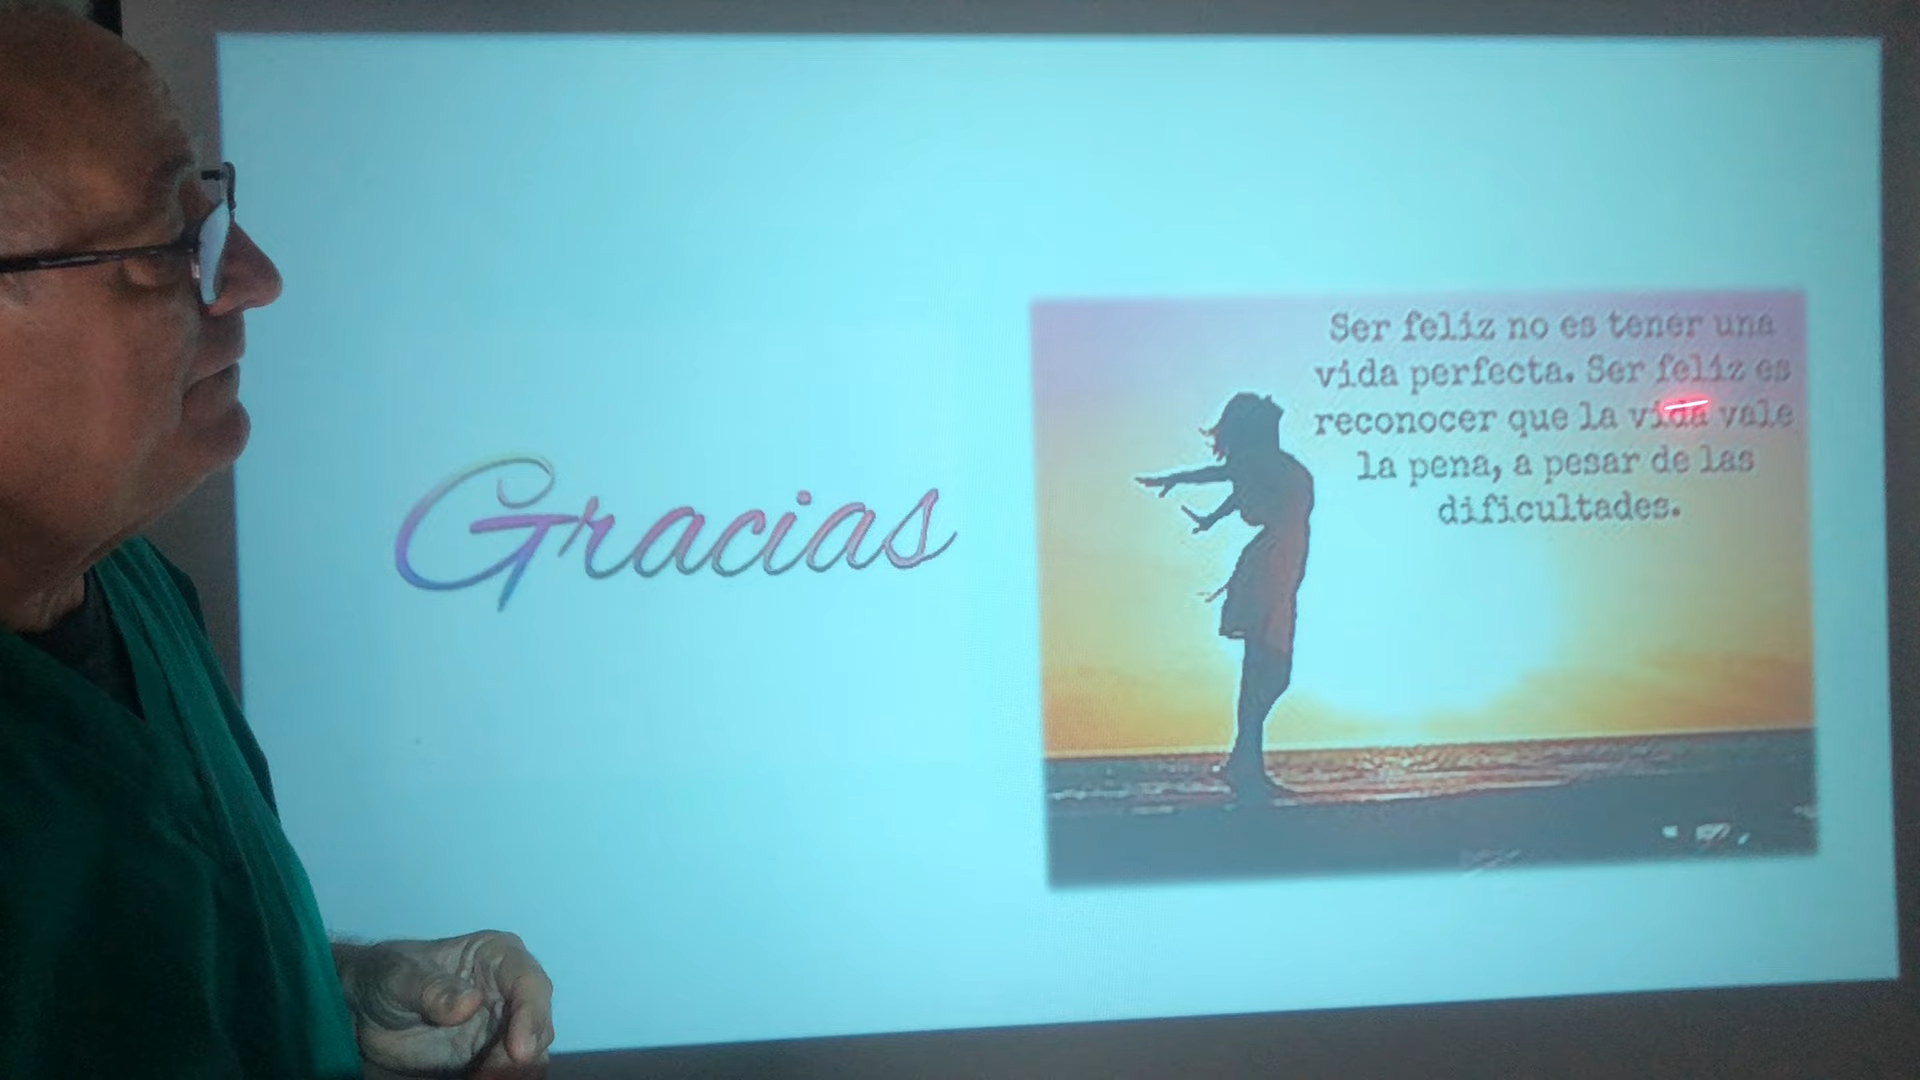 Gracias
Ser feliz no es tener una
vida perfecta. Ser feliz es
reconocer que la vida vale
la pena, a pesar de las
dificultades.